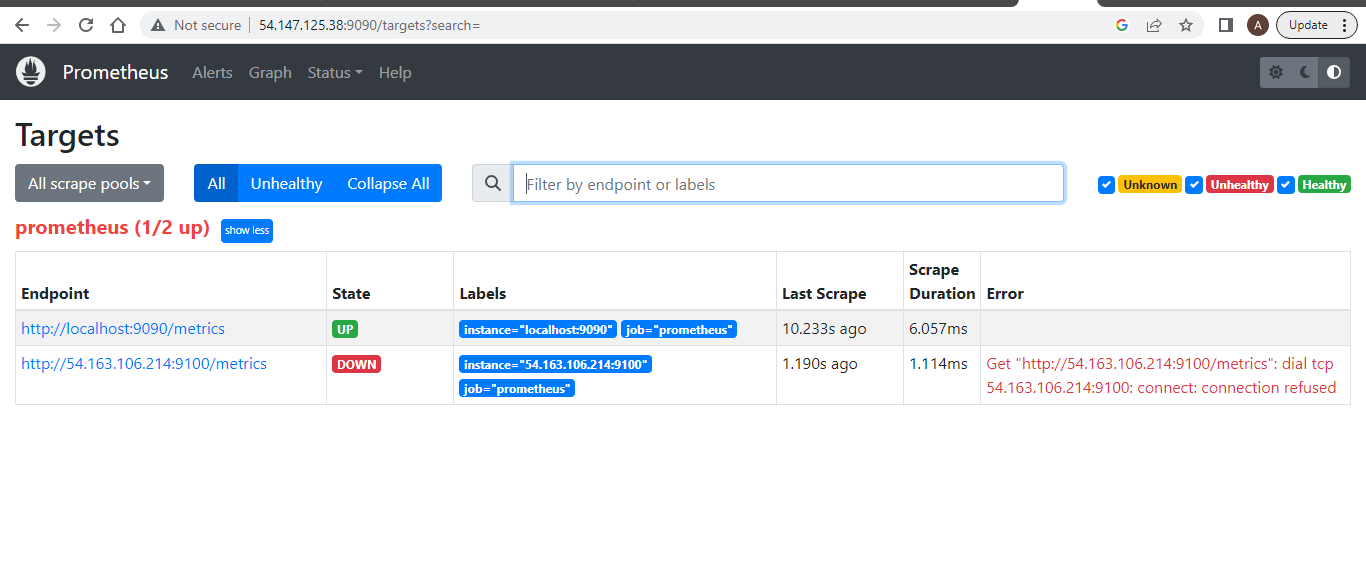 Not secure | 54.147.125.38:9090/targets?search=
A
Update
Prometheus Alerts Graph Status Help
Targets
All scrape pools All Unhealthy Collapse All Filter by endpoint or labels Unknown Unhealthy Healthy
prometheus (1/2 up) show less
Endpoint State Labels Last Scrape Scrape Duration Error
http://localhost:9090/metrics UP instance="localhost:9090" job="prometheus" 10.233s ago 6.057ms
http://54.163.106.214:9100/metrics DOWN instance="54.163.106.214:9100" 1.190s ago 1.114ms Get "http://54.163.106.214:9100/metrics": dial tcp
job="prometheus" 54.163.106.214:9100: connect: connection refused